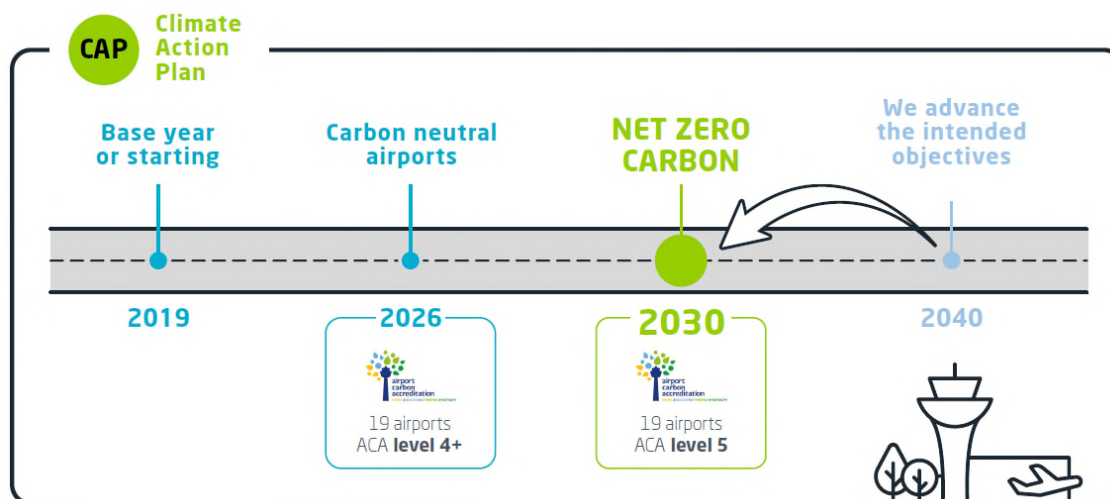 CAP
Climate
Action
Plan
Base year
or starting
Carbon neutral
airports
NET ZERO
CARBON
We advance
the intended
objectives
2019
2026
2030
2040
airport
carbon
accreditation
19 airports
ACA level 4+
airport
carbon
accreditation
19 airports
ACA level 5